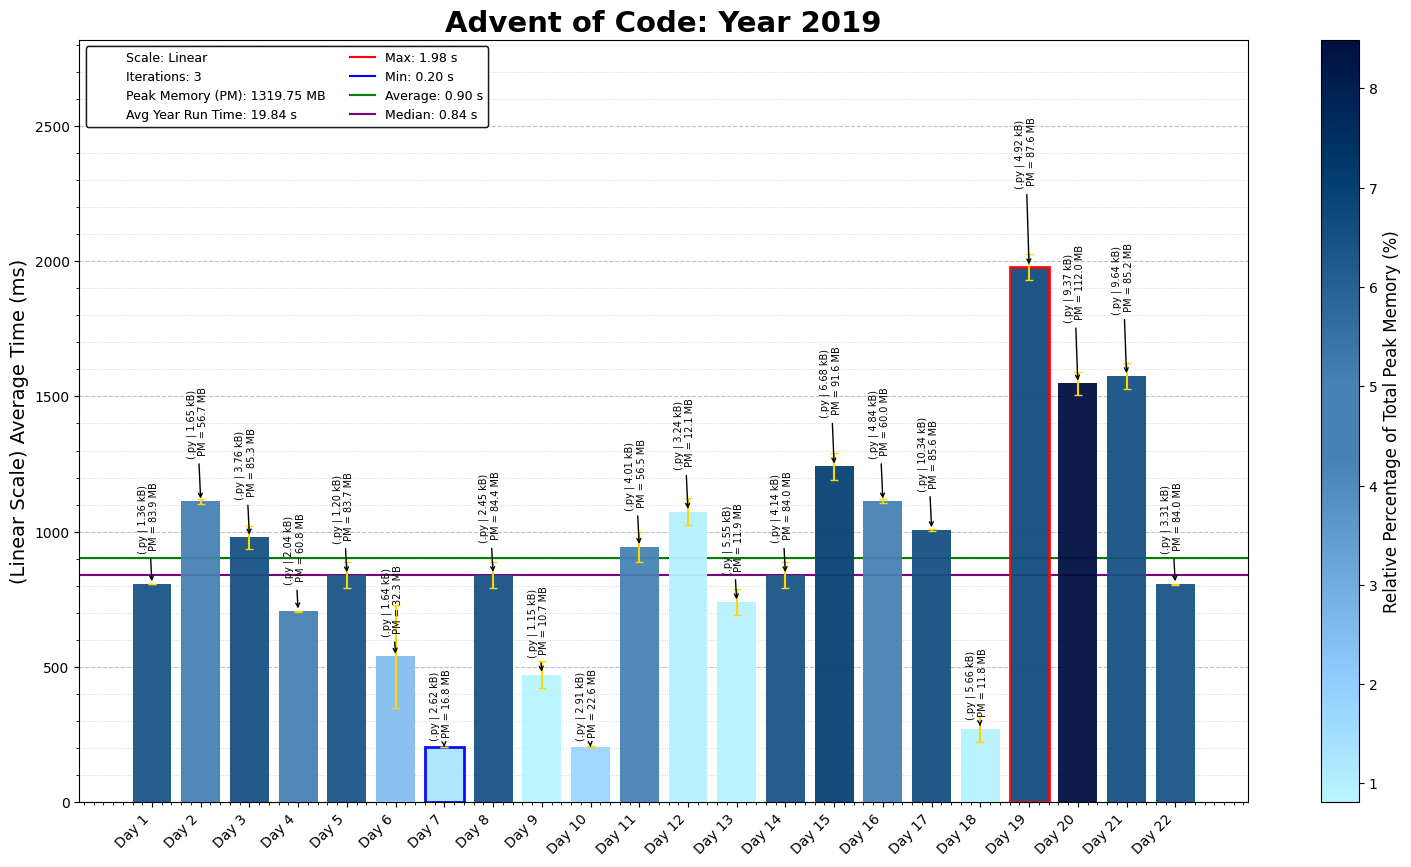 Advent of Code: Year 2019
Scale: Linear
Iterations: 3
Peak Memory (PM): 1319.75 MB
Avg Year Run Time: 19.84 s
Max: 1.98 s
Min: 0.20 s
Average: 0.90 s
Median: 0.84 s
(Linear Scale) Average Time (ms)
2500
2000
1500
1000
500
0
(.py | 1.36 kB)
PM = 83.9 MB
(.py | 1.65 kB)
PM = 56.7 MB
(.py | 3.76 kB)
PM = 85.3 MB
(.py | 2.04 kB)
PM = 60.8 MB
(.py | 1.20 kB)
PM = 83.7 MB
(.py | 1.64 kB)
PM = 32.3 MB
(.py | 2.62 kB)
PM = 16.8 MB
(.py | 2.45 kB)
PM = 84.4 MB
(.py | 1.15 kB)
PM = 10.7 MB
(.py | 2.91 kB)
PM = 22.6 MB
(.py | 4.01 kB)
PM = 56.5 MB
(.py | 3.24 kB)
PM = 12.1 MB
(.py | 5.55 kB)
PM = 11.9 MB
(.py | 4.14 kB)
PM = 84.0 MB
(.py | 6.68 kB)
PM = 91.6 MB
(.py | 4.84 kB)
PM = 60.0 MB
(.py | 10.34 kB)
PM = 85.6 MB
(.py | 5.66 kB)
PM = 11.8 MB
(.py | 4.92 kB)
PM = 87.6 MB
(.py | 9.37 kB)
PM = 112.0 MB
(.py | 9.64 kB)
PM = 85.2 MB
(.py | 3.31 kB)
PM = 84.0 MB
Day 1
Day 2
Day 3
Day 4
Day 5
Day 6
Day 7
Day 8
Day 9
Day 10
Day 11
Day 12
Day 13
Day 14
Day 15
Day 16
Day 17
Day 18
Day 19
Day 20
Day 21
Day 22
8
7
6
5
4
3
2
1
Relative Percentage of Total Peak Memory (%)